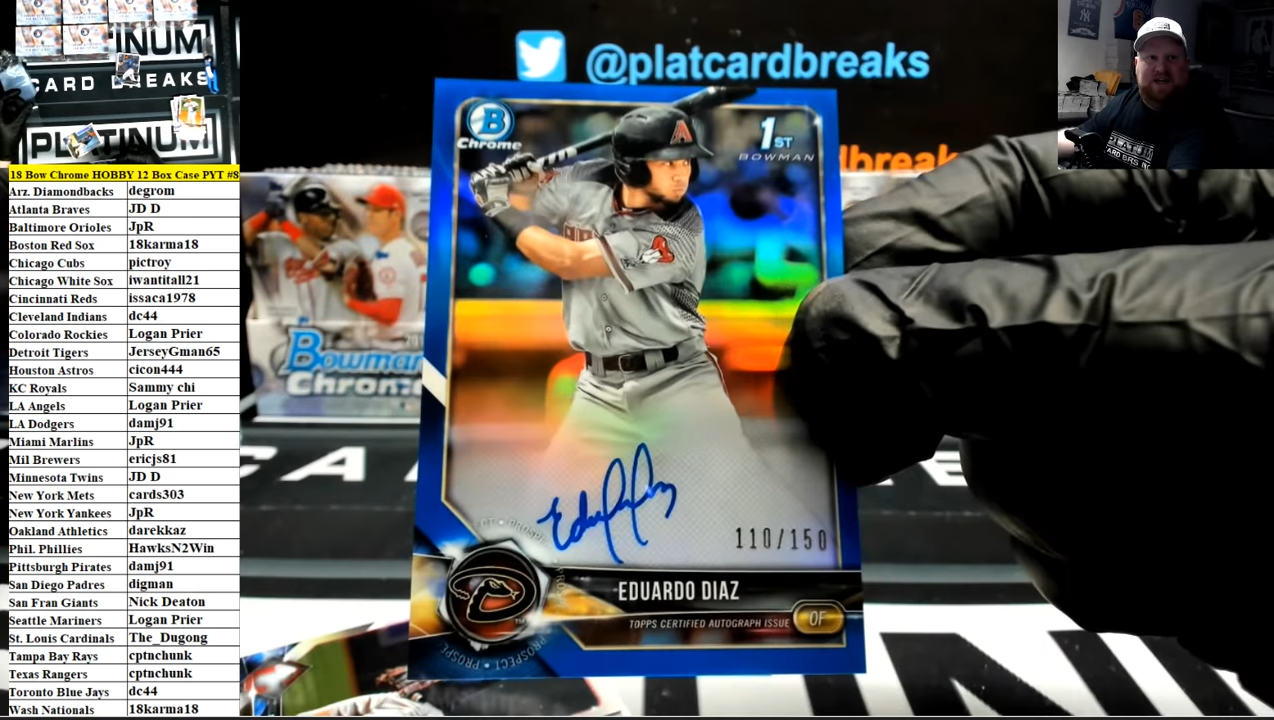 INUM
CARD BREAKS
PLATINUM
18 Bow Chrome HOBBY 12 Box Case PYT #8
Arz. Diamondbacks degrom
Atlanta Braves JD D
Baltimore Orioles JpR
Boston Red Sox 18karma18
Chicago Cubs pictroy
Chicago White Sox iwantitall21
Cincinnati Reds issaca1978
Cleveland Indians dc44
Colorado Rockies Logan Prier
Detroit Tigers JerseyGman65
Houston Astros cicon444
KC Royals Sammy chi
LA Angels Logan Prier
LA Dodgers damj91
Miami Marlins JpR
Mil Brewers ericjs81
Minnesota Twins JD D
New York Mets cards303
New York Yankees JpR
Oakland Athletics darekkaz
Phil. Phillies HawksN2Win
Pittsburgh Pirates damj91
San Diego Padres digman
San Fran Giants Nick Deaton
Seattle Mariners Logan Prier
St. Louis Cardinals The_Dugong
Tampa Bay Rays cptnchunk
Texas Rangers cptnchunk
Toronto Blue Jays dc44
Wash Nationals 18karma18
@platcardbreaks
dbreak
B
Chrome
1ST
BOWMAN
Bowman
Chrome
110/150
EDUARDO DIAZ
TOPPS CERTIFIED AUTOGRAPH ISSUE
OF
PROSPECT